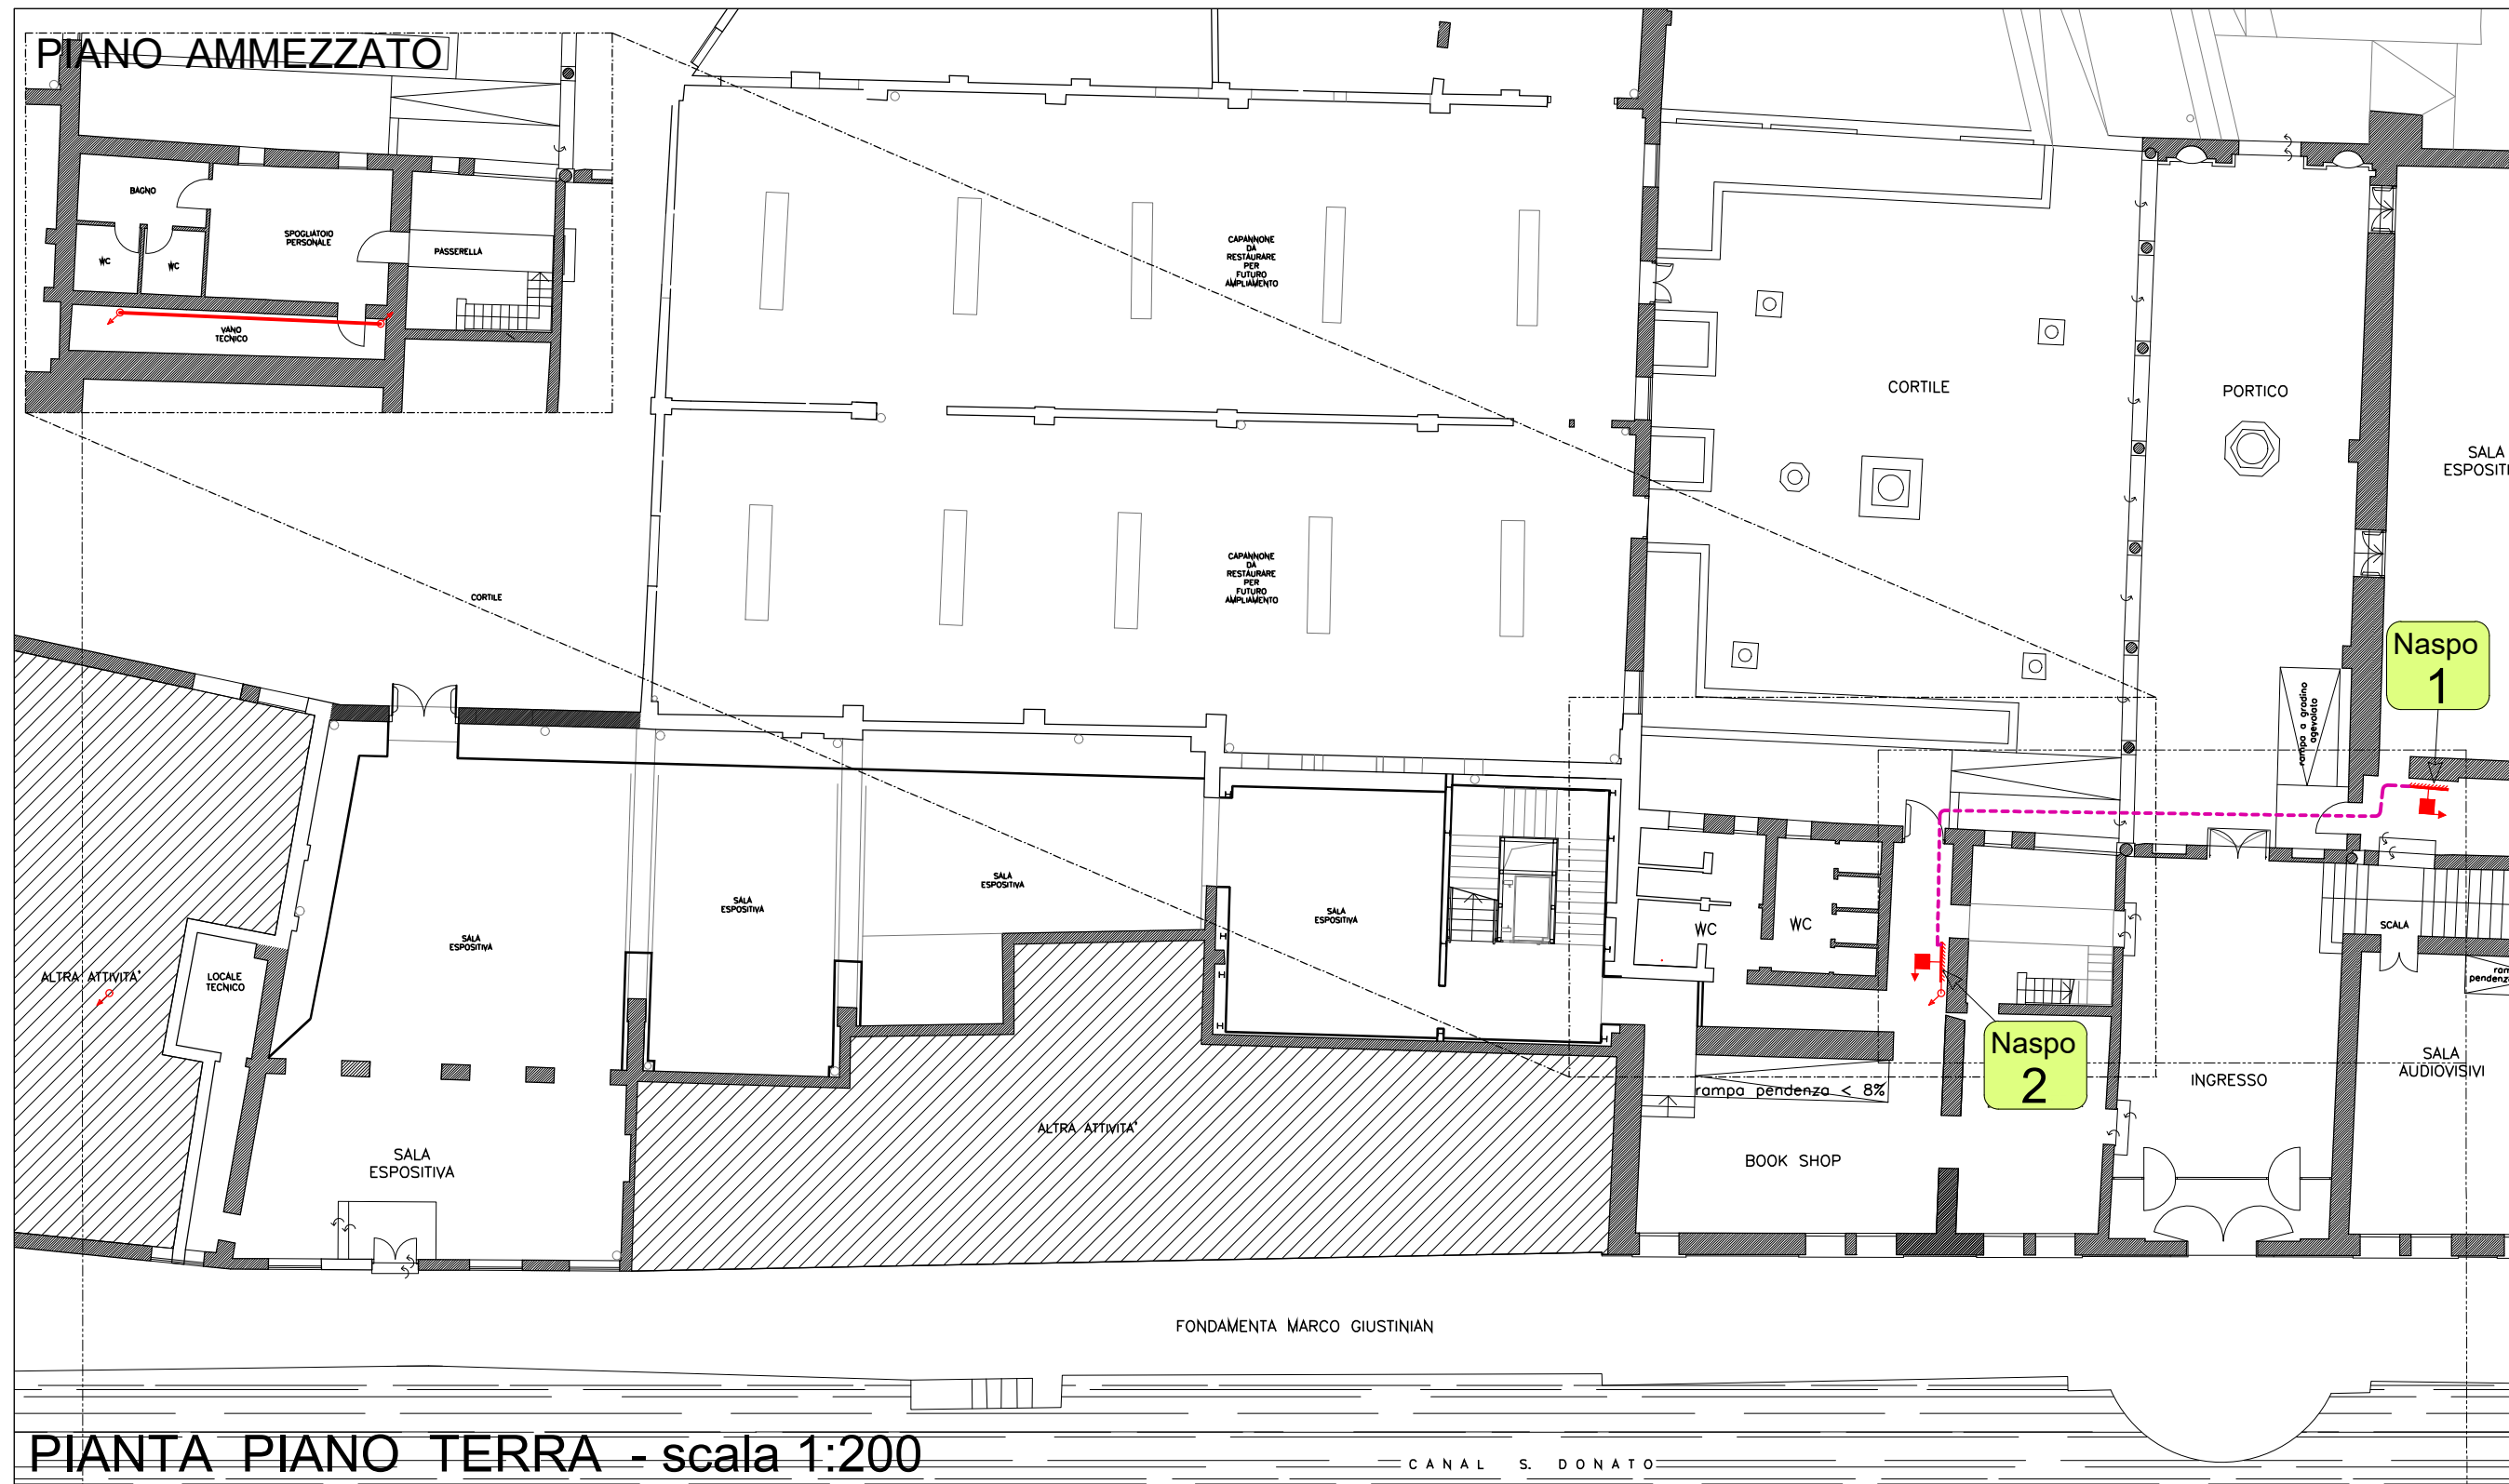 PIANO AMMEZZATO
BAGNO
SPOGLIATOIO
PERSONALE
PASSERELLA
WC
WC
VANO
TECNICO
CAPANNONE
DA
RESTAURARE
PER
FUTURO
AMPLIAMENTO
CORTILE
PORTICO
SALA
CAPANNONE
DA
RESTAURARE
PER
FUTURO
AMPLIAMENTO
CORTILE
Naspo
1
rampa a gradino
agevolato
SALA
ESPOSITIVA
SALA
ESPOSITIVA
SALA
ESPOSITIVA
SALA
ESPOSITIVA
WC
WC
SCALA
ALTRA ATTIVITA'
LOCALE
TECNICO
Naspo
2
SALA
AUDIOVISIVI
INGRESSO
rampa pendenza < 8%
ALTRA ATTIVITA'
SALA
ESPOSITIVA
BOOK SHOP
FONDAMENTA MARCO GIUSTINIAN
PIANTA PIANO TERRA - scala 1:200
CANAL S. DONATO